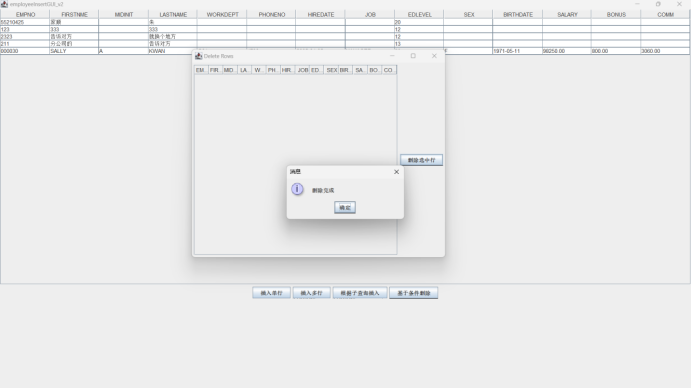 employeeInsertGUI_v2
EMPNO FIRSTNME MIDINIT LASTNAME WORKDEPT PHONENO HIREDATE JOB EDLEVEL SEX BIRTHDATE SALARY BONUS COMM
55210425 20
123 333 333 12
2323 告诉对方 就换个地方 12
211 分公司的 告诉对方 13
000030 SALLY A KWAN 1971-05-11 98250.00 800.00 3060.00
Delete Rows
EM... FIR... MID... LA... W... PH... HIR... JOB ED... SEX BIR... SA... BO... CO...
删除选中行
消息
删除完成
确定
插入单行 插入多行 根据子查询插入 基于条件删除